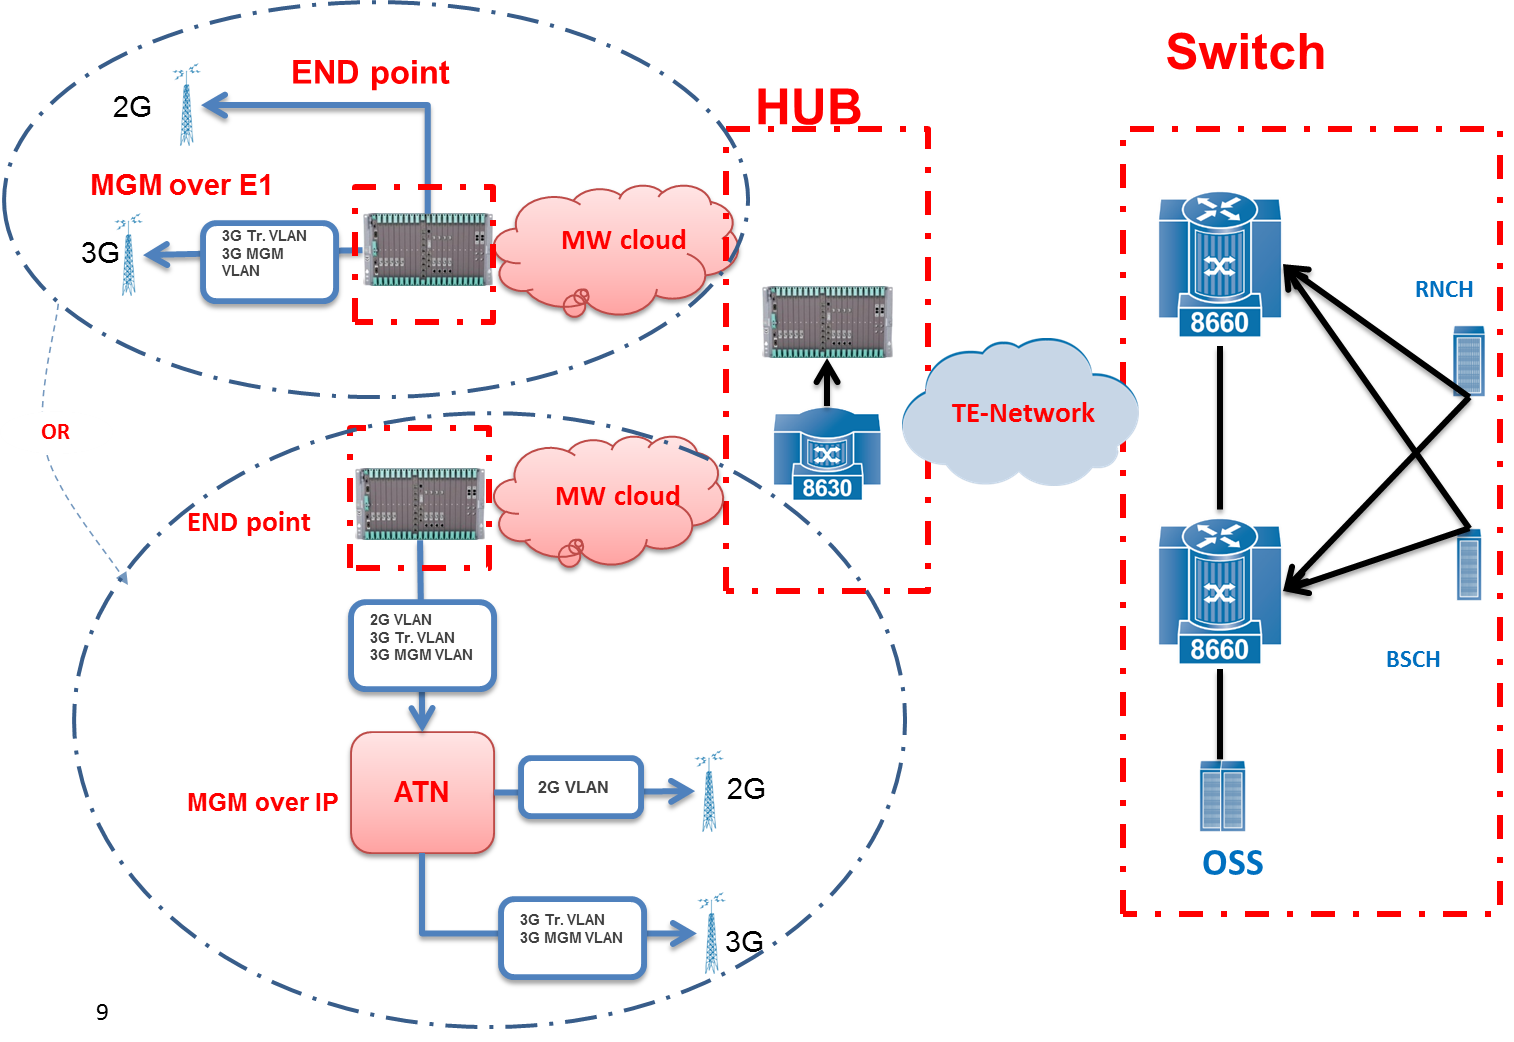 Switch
END point
HUB
2G
MGM over E1
3G
3G Tr. VLAN
3G MGM
VLAN
MW cloud
8660
RNCH
OR
TE-Network
8630
END point
MW cloud
2G VLAN
3G Tr. VLAN
3G MGM VLAN
8660
BSCH
MGM over IP
ATN
2G VLAN
2G
OSS
3G Tr. VLAN
3G MGM VLAN
3G
9